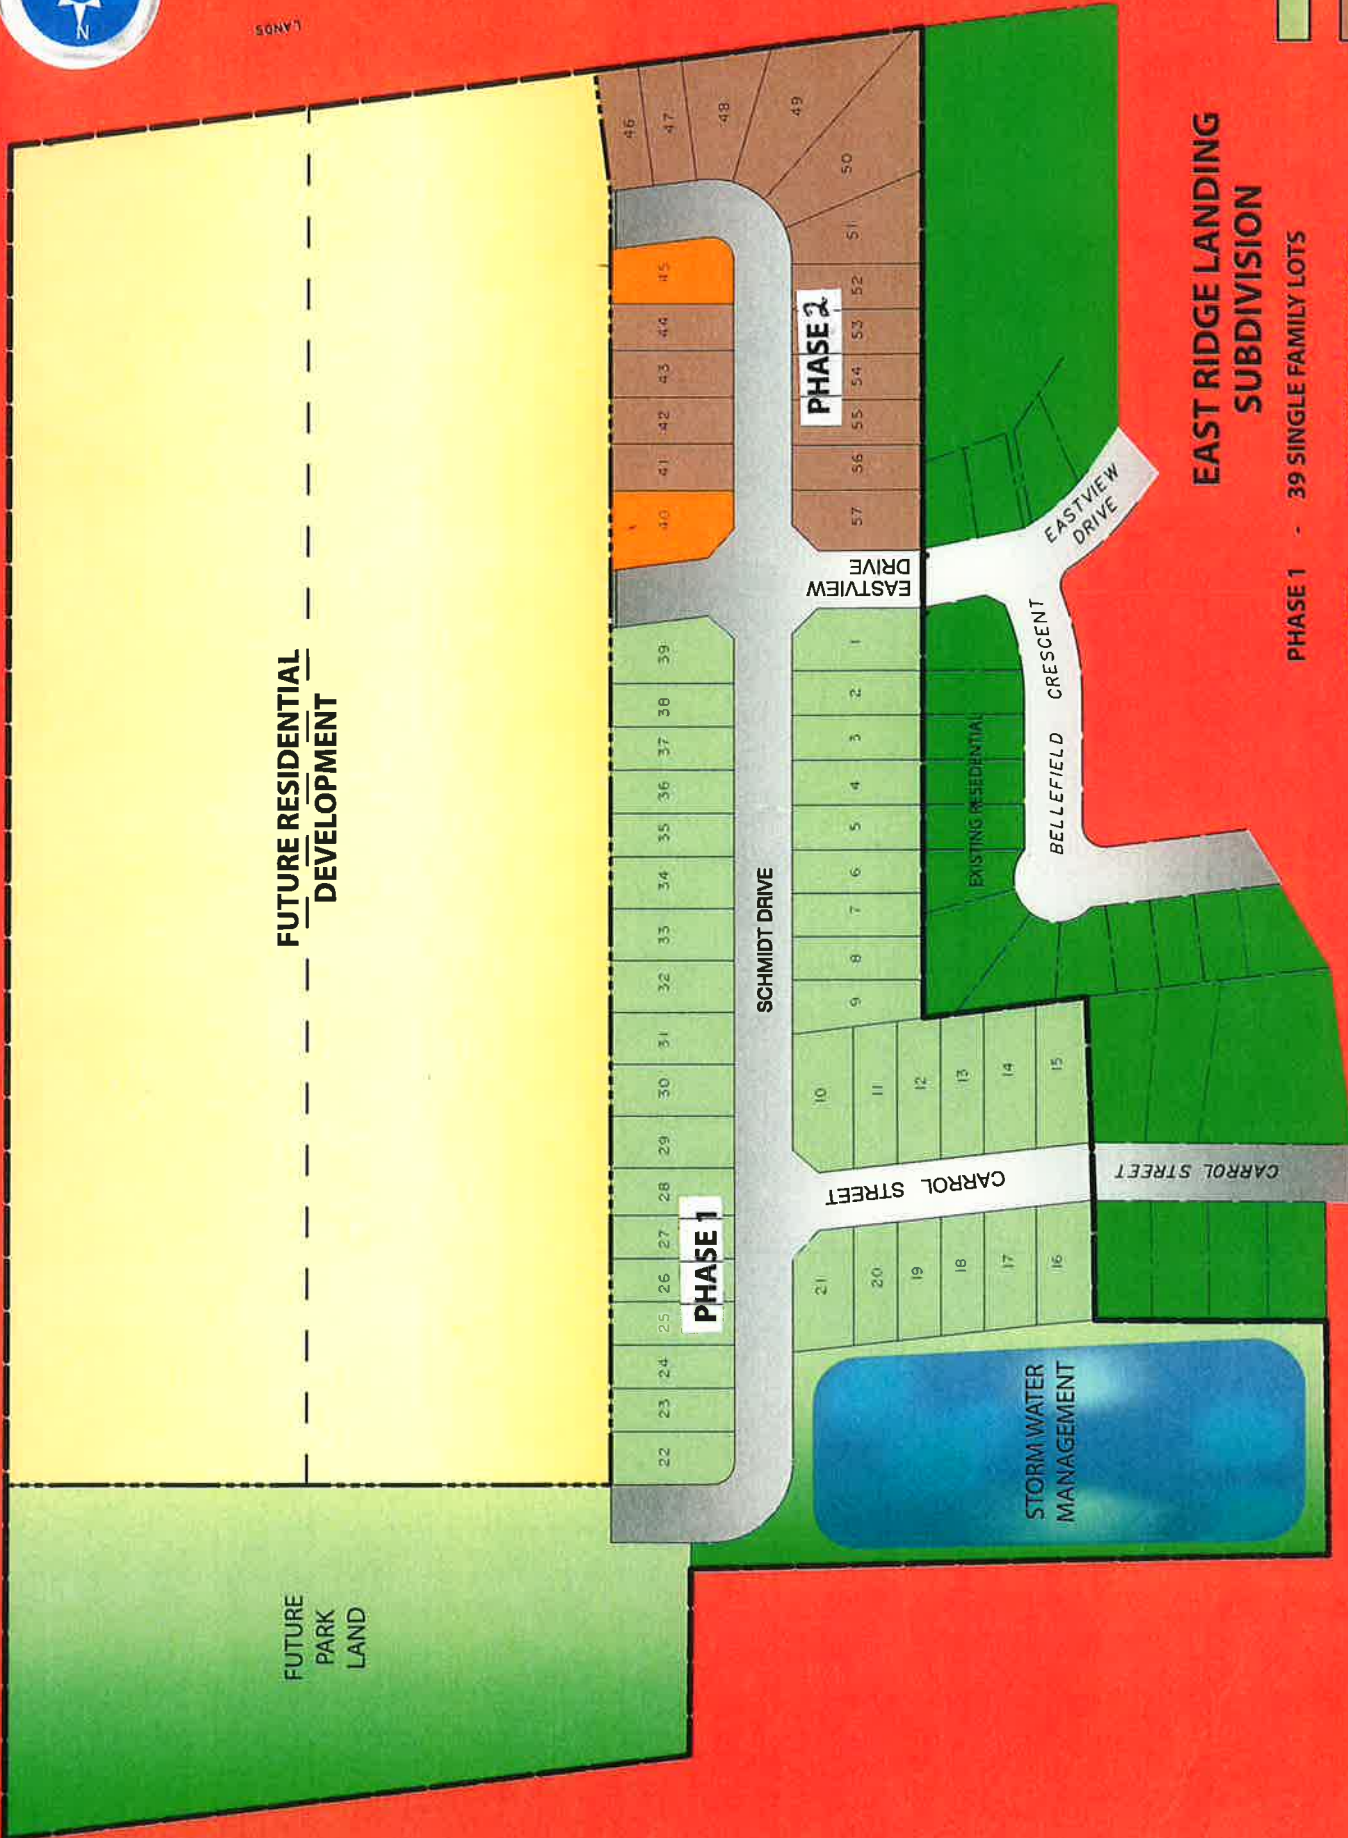 N
LANDS
FUTURE RESIDENTIAL
DEVELOPMENT
FUTURE
PARK
LAND
46
47
48
49
50
51
52
53
54
55
56
57
45
44
43
42
41
40
PHASE 2
EASTVIEW
DRIVE
EASTVIEW
DRIVE
39
38
37
36
35
34
33
32
31
30
29
28
27
26
25
24
23
22
PHASE 1
SCHMIDT DRIVE
1
2
3
4
5
6
7
8
9
10
11
12
13
14
15
CARROL STREET
CARROL STREET
21
20
19
18
17
16
EXISTING RESEDENTIAL
BELLEFIELD CRESCENT
STORM WATER
MANAGEMENT
EAST RIDGE LANDING
SUBDIVISION
PHASE 1 - 39 SINGLE FAMILY LOTS